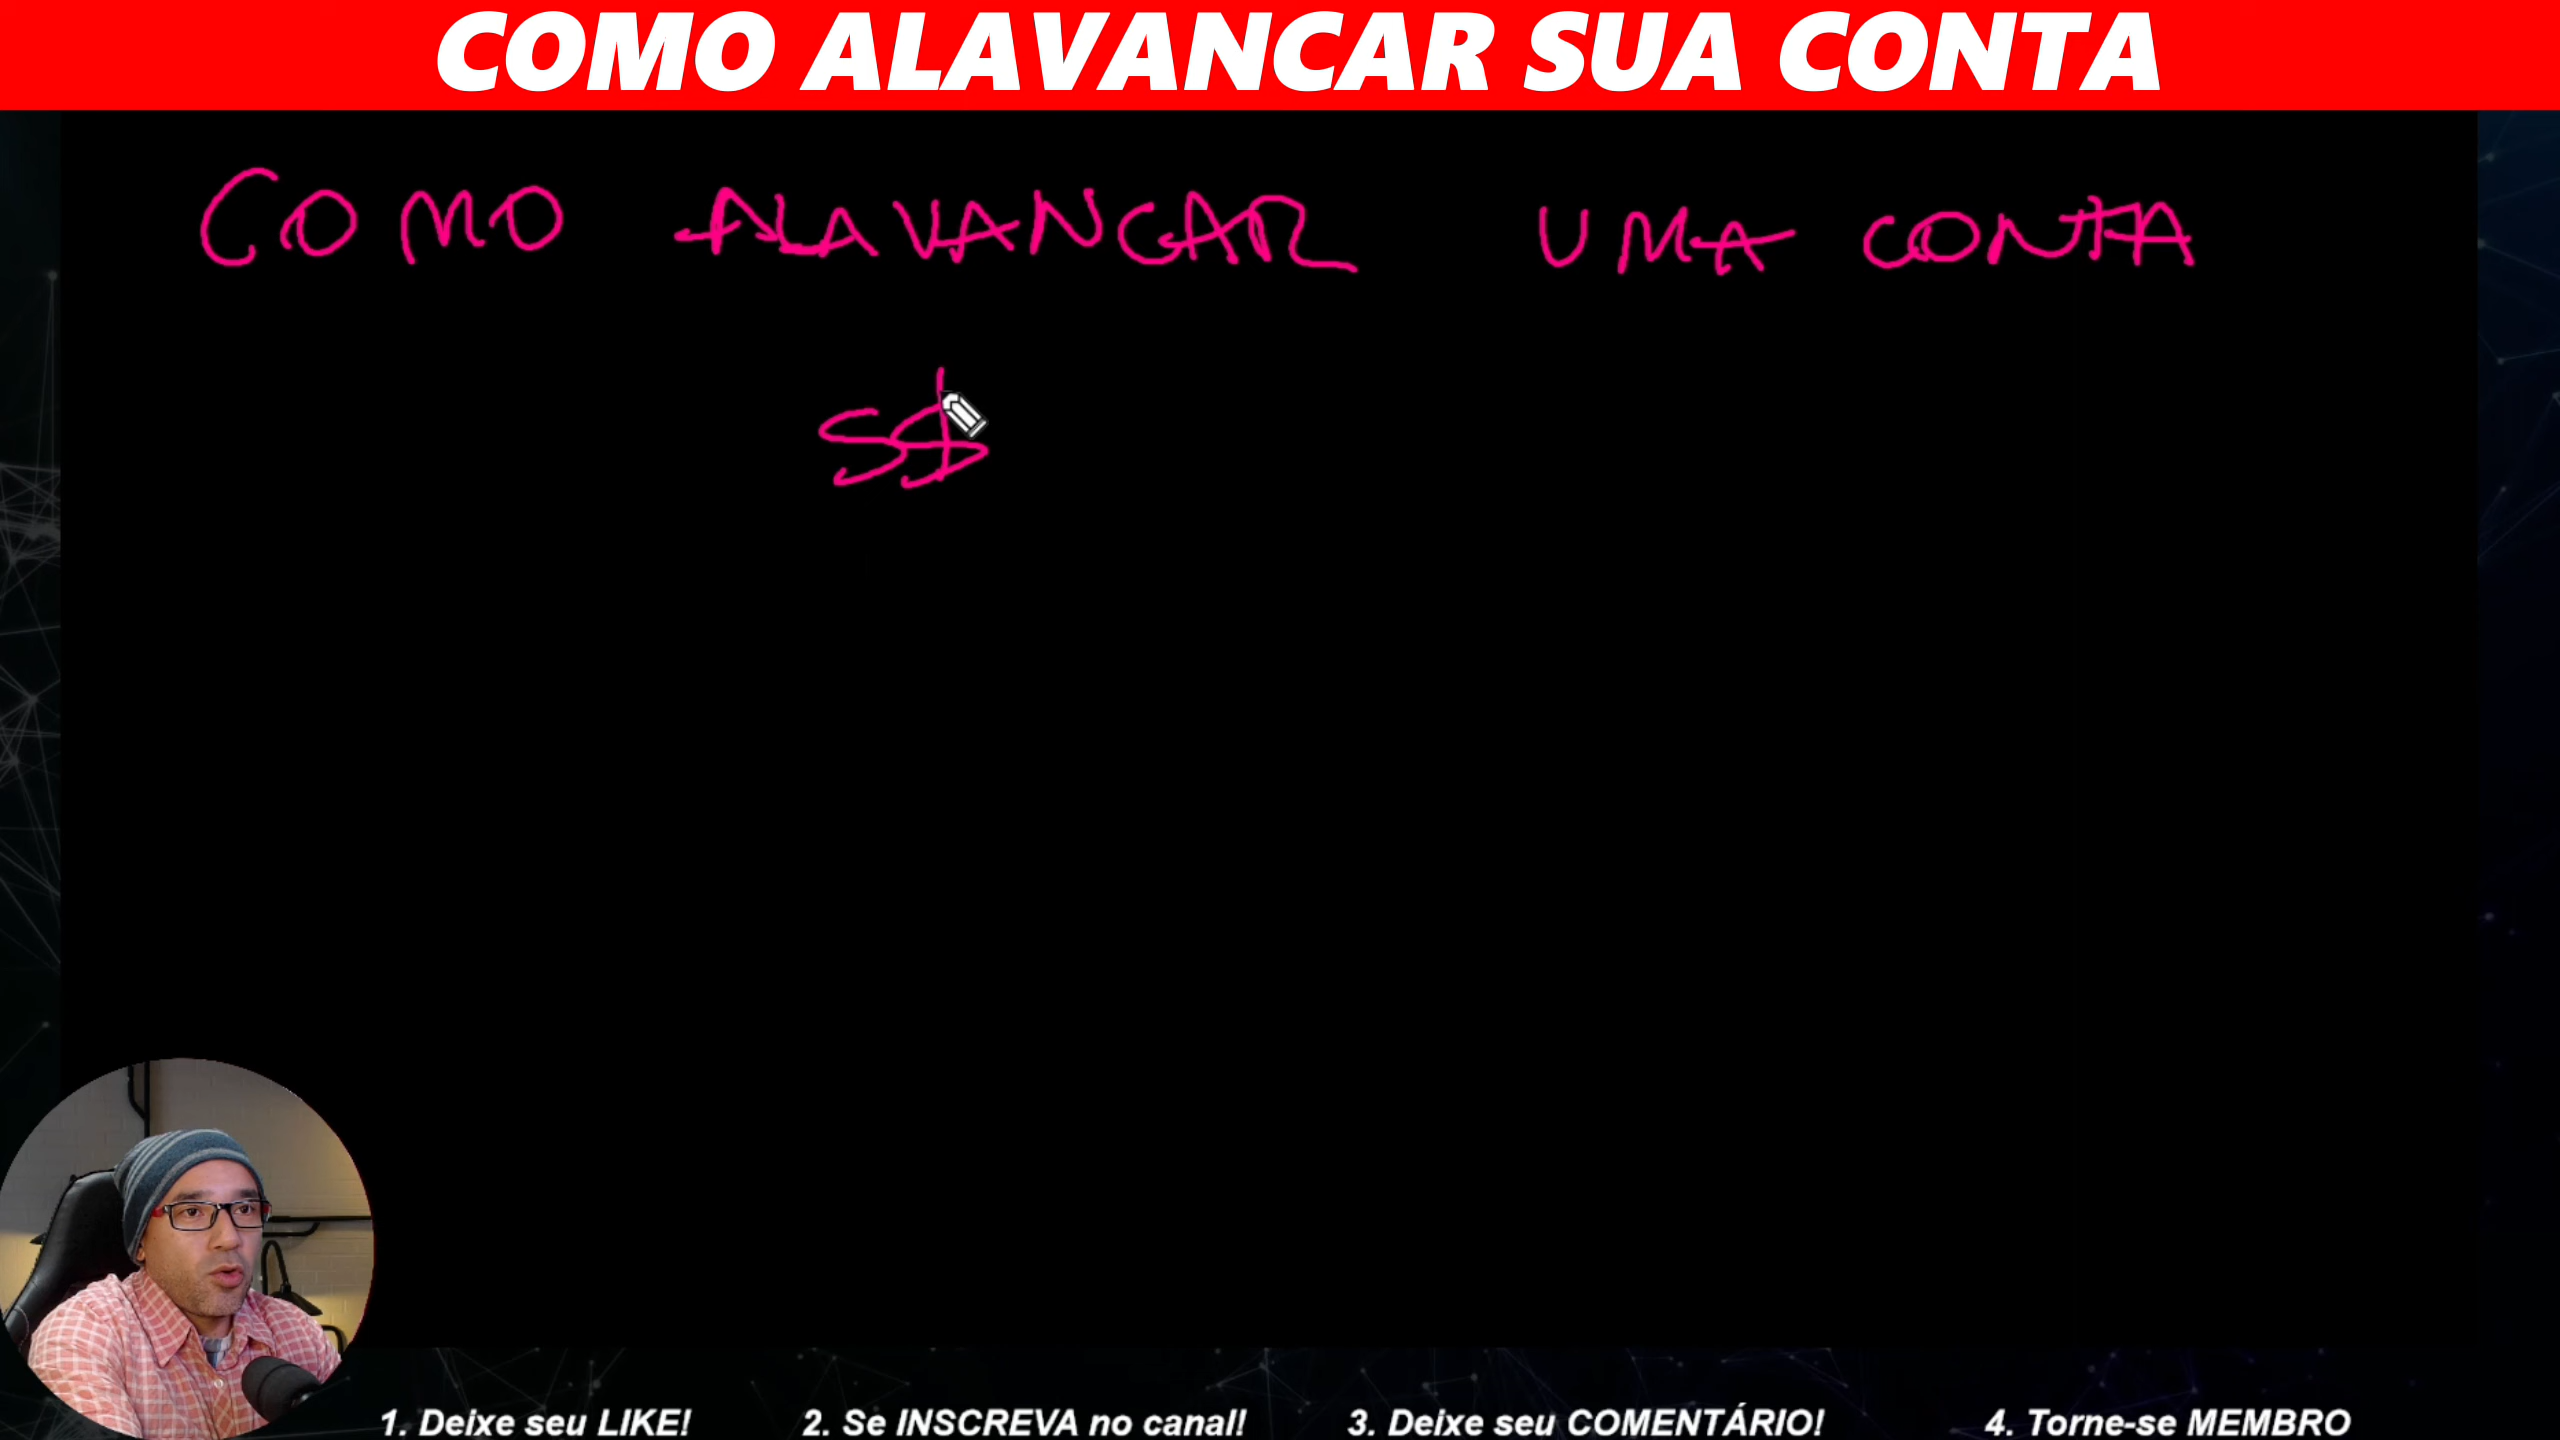 COMO ALAVANCAR SUA CONTA
COMO ALAVANCAR UMA CONTA
S$
1. Deixe seu LIKE! 2. Se INSCREVA no canal! 3. Deixe seu COMENTÁRIO! 4. Torne-se MEMBRO